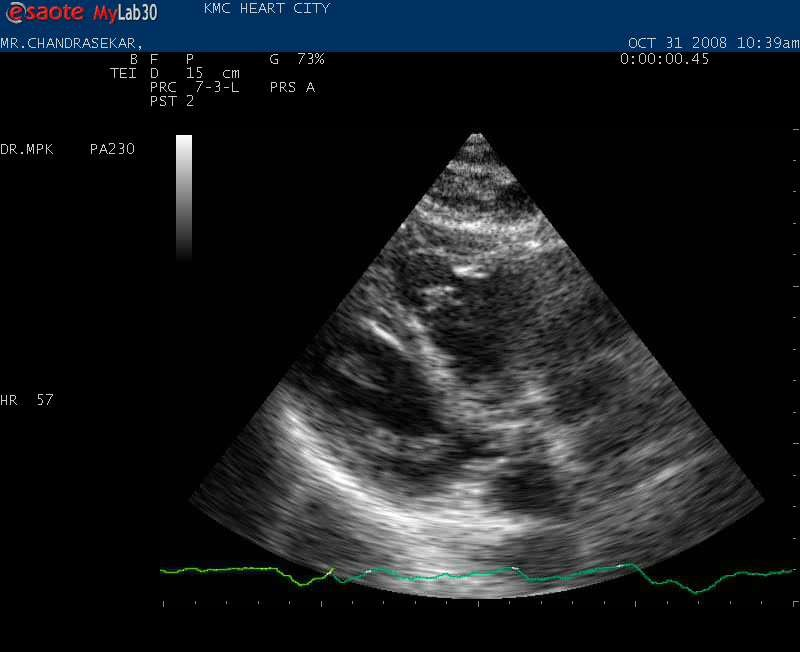 esaote MyLab30 KMC HEART CITY
MR.CHANDRASEKAR, OCT 31 2008 10:39am
B F P G 73% 0:00:00.45
TEI D 15 cm
PRC 7-3-L PRS A
PST 2
DR.MPK PA230
HR 57